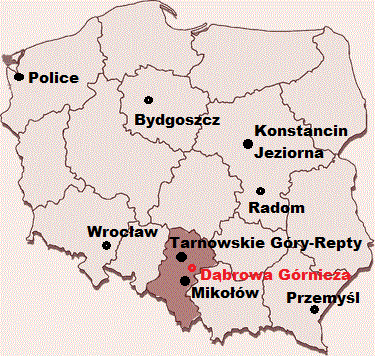 Police
Bydgoszcz
Konstancin
Jeziorna
Radom
Wrocław
Tarnowskie Góry-Repty
Dąbrowa Górnicza
Mikołów
Przemyśl